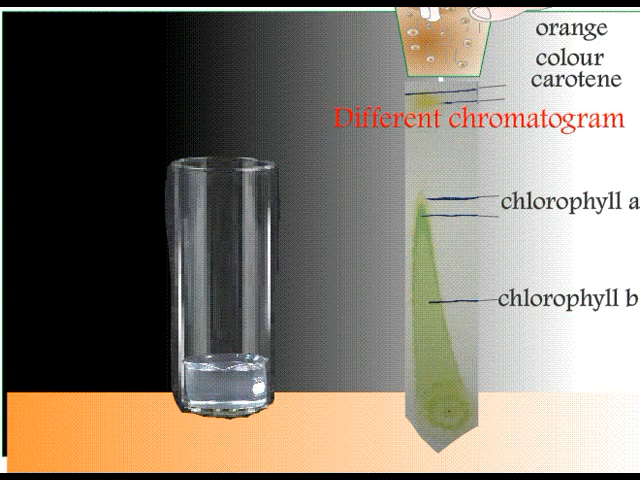 orange
colour
carotene
Different chromatogram
chlorophyll a
chlorophyll b